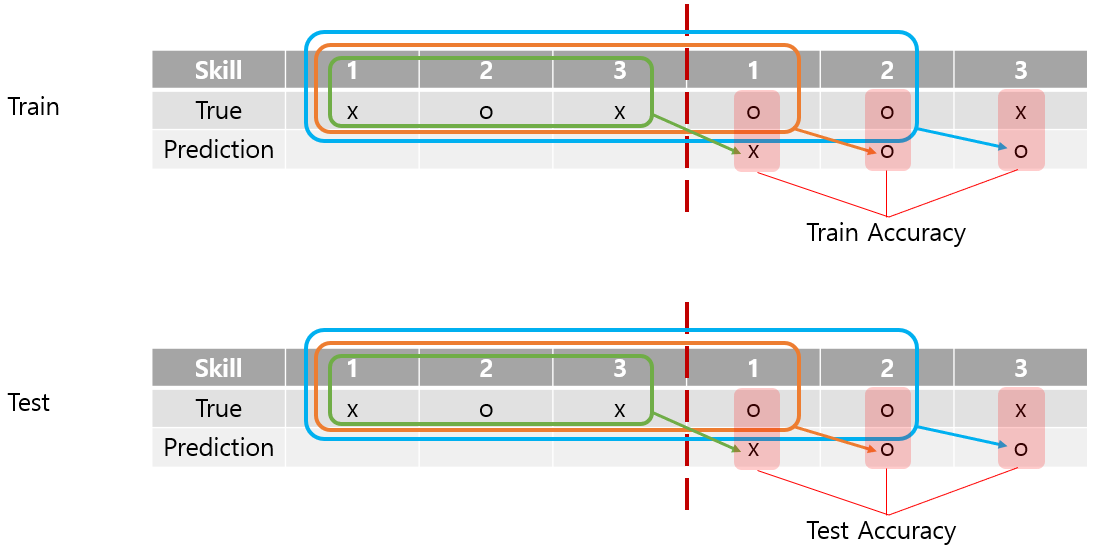 Skill 1 2 3 1 2 3
Train
True x o x o o x
Prediction x o o
Train Accuracy
Skill 1 2 3 1 2 3
Test
True x o x o o x
Prediction x o o
Test Accuracy